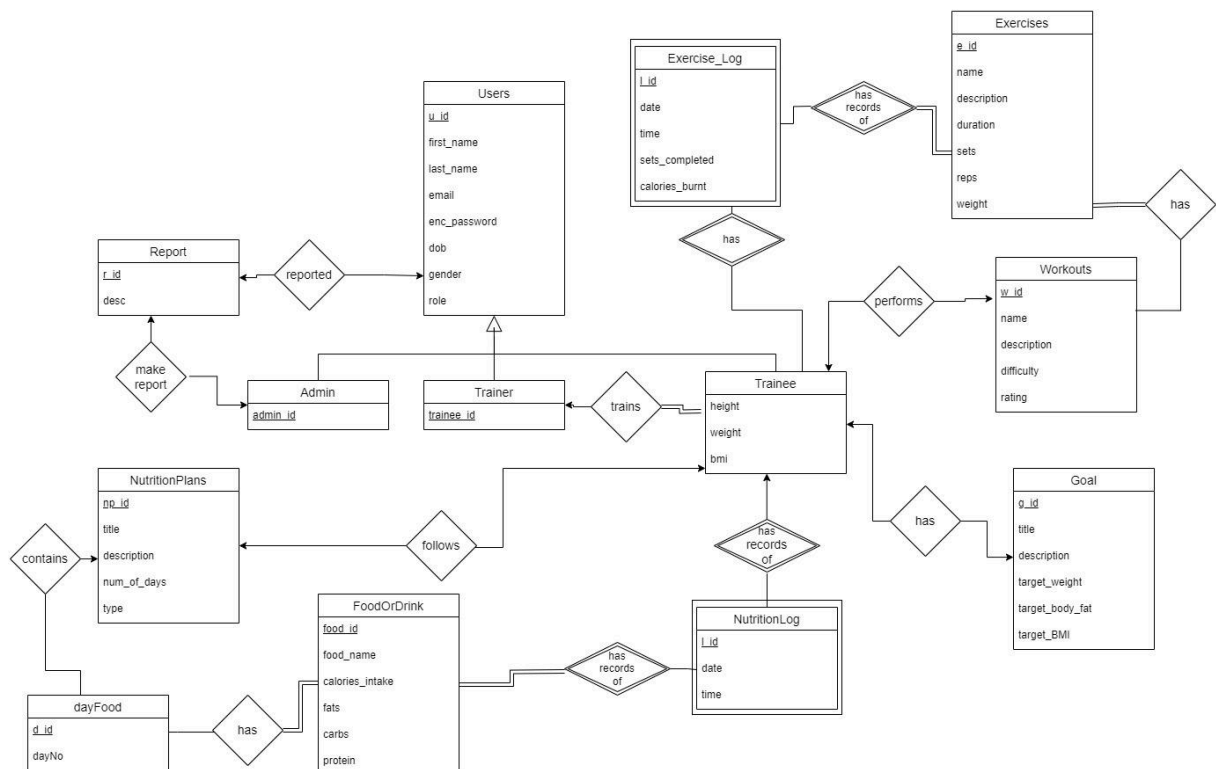 Exercises
e_id
name
description
duration
sets
reps
weight
Exercise_Log
l_id
date
time
sets_completed
calories_burnt
has
records
of
Users
u_id
first_name
last_name
email
enc_password
dob
gender
role
has
has
Report
r_id
desc
reported
Workouts
w_id
name
description
difficulty
rating
performs
make
report
Admin
admin_id
Trainer
trainee_id
trains
Trainee
height
weight
bmi
NutritionPlans
np_id
title
description
num_of_days
type
Goal
g_id
title
description
target_weight
target_body_fat
target_BMI
has
contains
follows
has
records
of
FoodOrDrink
food_id
food_name
calories_intake
fats
carbs
protein
NutritionLog
l_id
date
time
has
records
of
dayFood
d_id
dayNo
has